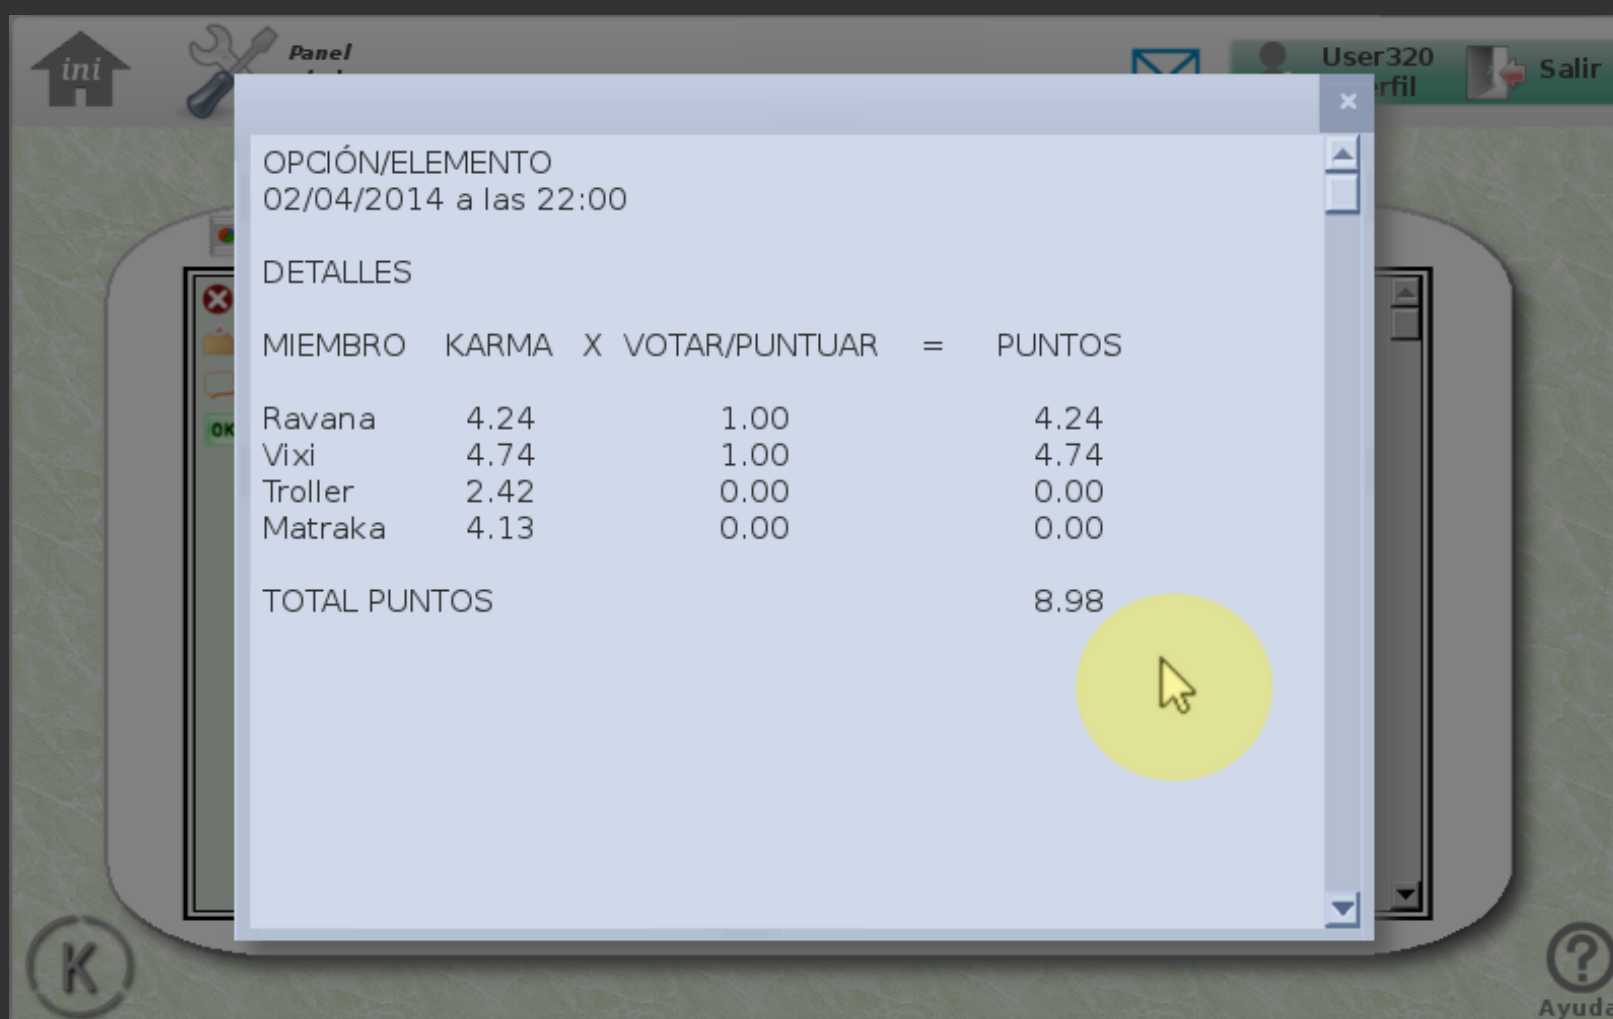 ini
Panel
User320
rfil
Salir
×
OPCIÓN/ELEMENTO
02/04/2014 a las 22:00
DETALLES
MIEMBRO KARMA X VOTAR/PUNTUAR = PUNTOS
Ravana 4.24 1.00 4.24
Vixi 4.74 1.00 4.74
Troller 2.42 0.00 0.00
Matraka 4.13 0.00 0.00
TOTAL PUNTOS 8.98
OK
K
?
Ayuda